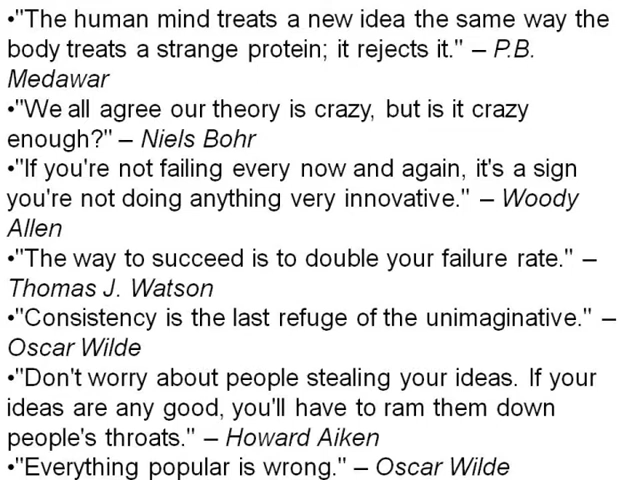 •"The human mind treats a new idea the same way the
body treats a strange protein; it rejects it." – P.B.
Medawar
•"We all agree our theory is crazy, but is it crazy
enough?" – Niels Bohr
•"If you're not failing every now and again, it's a sign
you're not doing anything very innovative." – Woody
Allen
•"The way to succeed is to double your failure rate." –
Thomas J. Watson
•"Consistency is the last refuge of the unimaginative." –
Oscar Wilde
•"Don't worry about people stealing your ideas. If your
ideas are any good, you'll have to ram them down
people's throats." – Howard Aiken
•"Everything popular is wrong." – Oscar Wilde